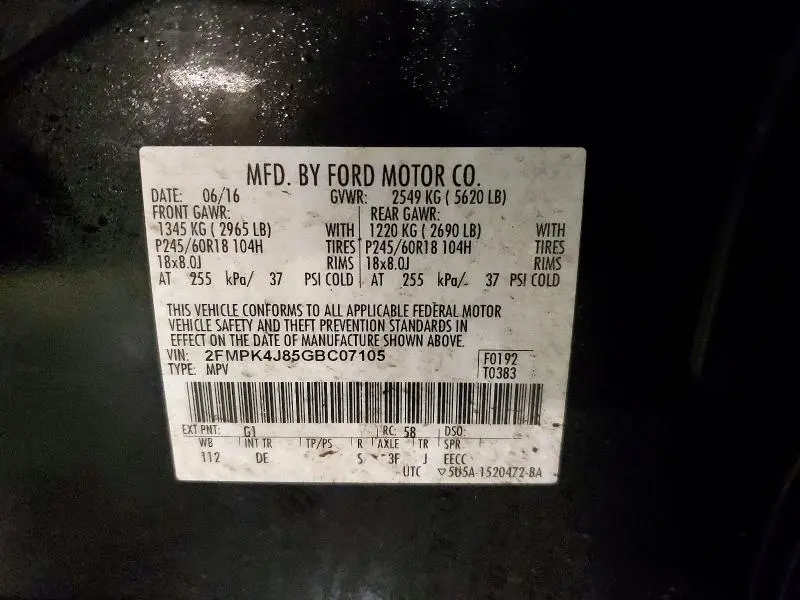 MFD. BY FORD MOTOR CO.
DATE: 06/16 GVWR: 2549 KG ( 5620 LB)
FRONT GAWR: REAR GAWR:
1345 KG ( 2965 LB) WITH 1220 KG ( 2690 LB) WITH
P245/60R18 104H TIRES P245/60R18 104H TIRES
18x8.0J RIMS 18x8.0J RIMS
AT 255 kPa/ 37 PSI COLD AT 255 kPa/ 37 PSI COLD
THIS VEHICLE CONFORMS TO ALL APPLICABLE FEDERAL MOTOR
VEHICLE SAFETY AND THEFT PREVENTION STANDARDS IN
EFFECT ON THE DATE OF MANUFACTURE SHOWN ABOVE.
VIN: 2FMPK4J85GBC07105 F0192
TYPE: MPV T0383
EXT PNT: G1 RC: 58 DSO:
WB INT TR TP/PS R AXLE TR SPR
112 DE S 3F J EECC
UTC ▽5U5A-1520472-BA